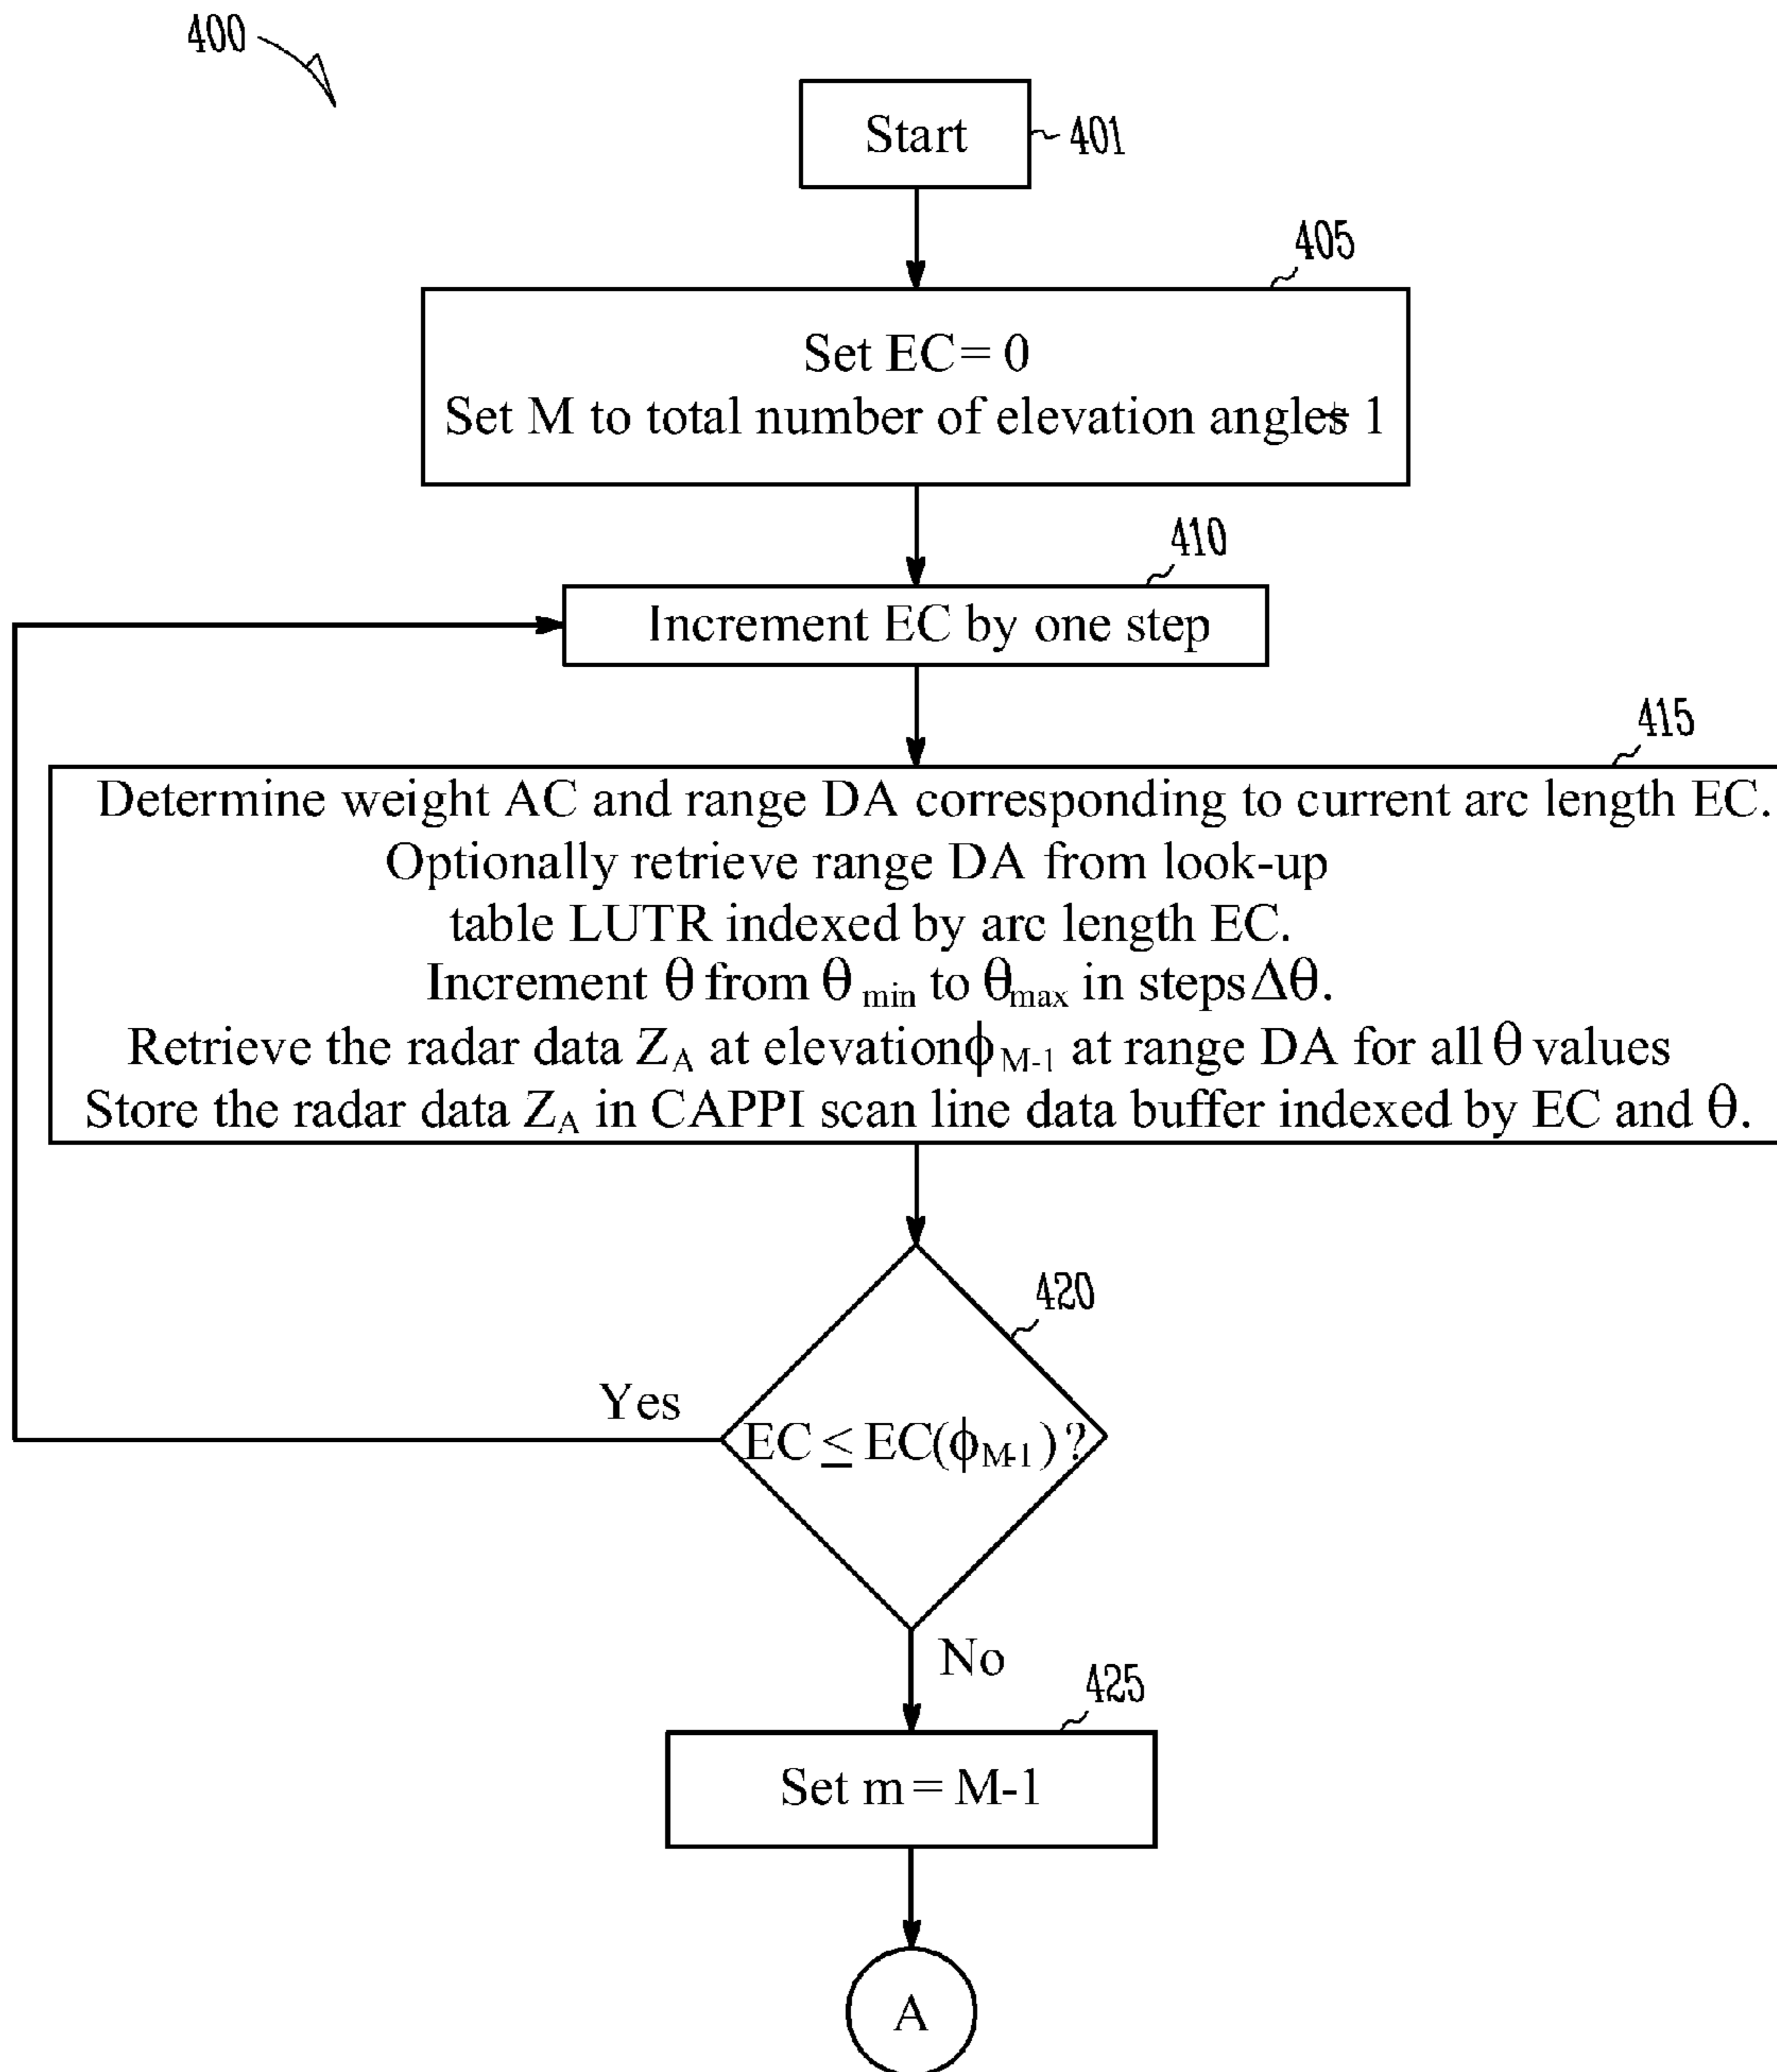 400
Start
401
405
Set EC = 0
Set M to total number of elevation angles + 1
410
Increment EC by one step
415
Determine weight AC and range DA corresponding to current arc length EC.
Optionally retrieve range DA from look-up
table LUTR indexed by arc length EC.
Increment θ from θ min to θmax in steps Δθ.
Retrieve the radar data ZA at elevation ϕM-1 at range DA for all θ values
Store the radar data ZA in CAPPI scan line data buffer indexed by EC and θ.
420
Yes
EC ≤ EC(ϕM-1) ?
No
425
Set m = M-1
A